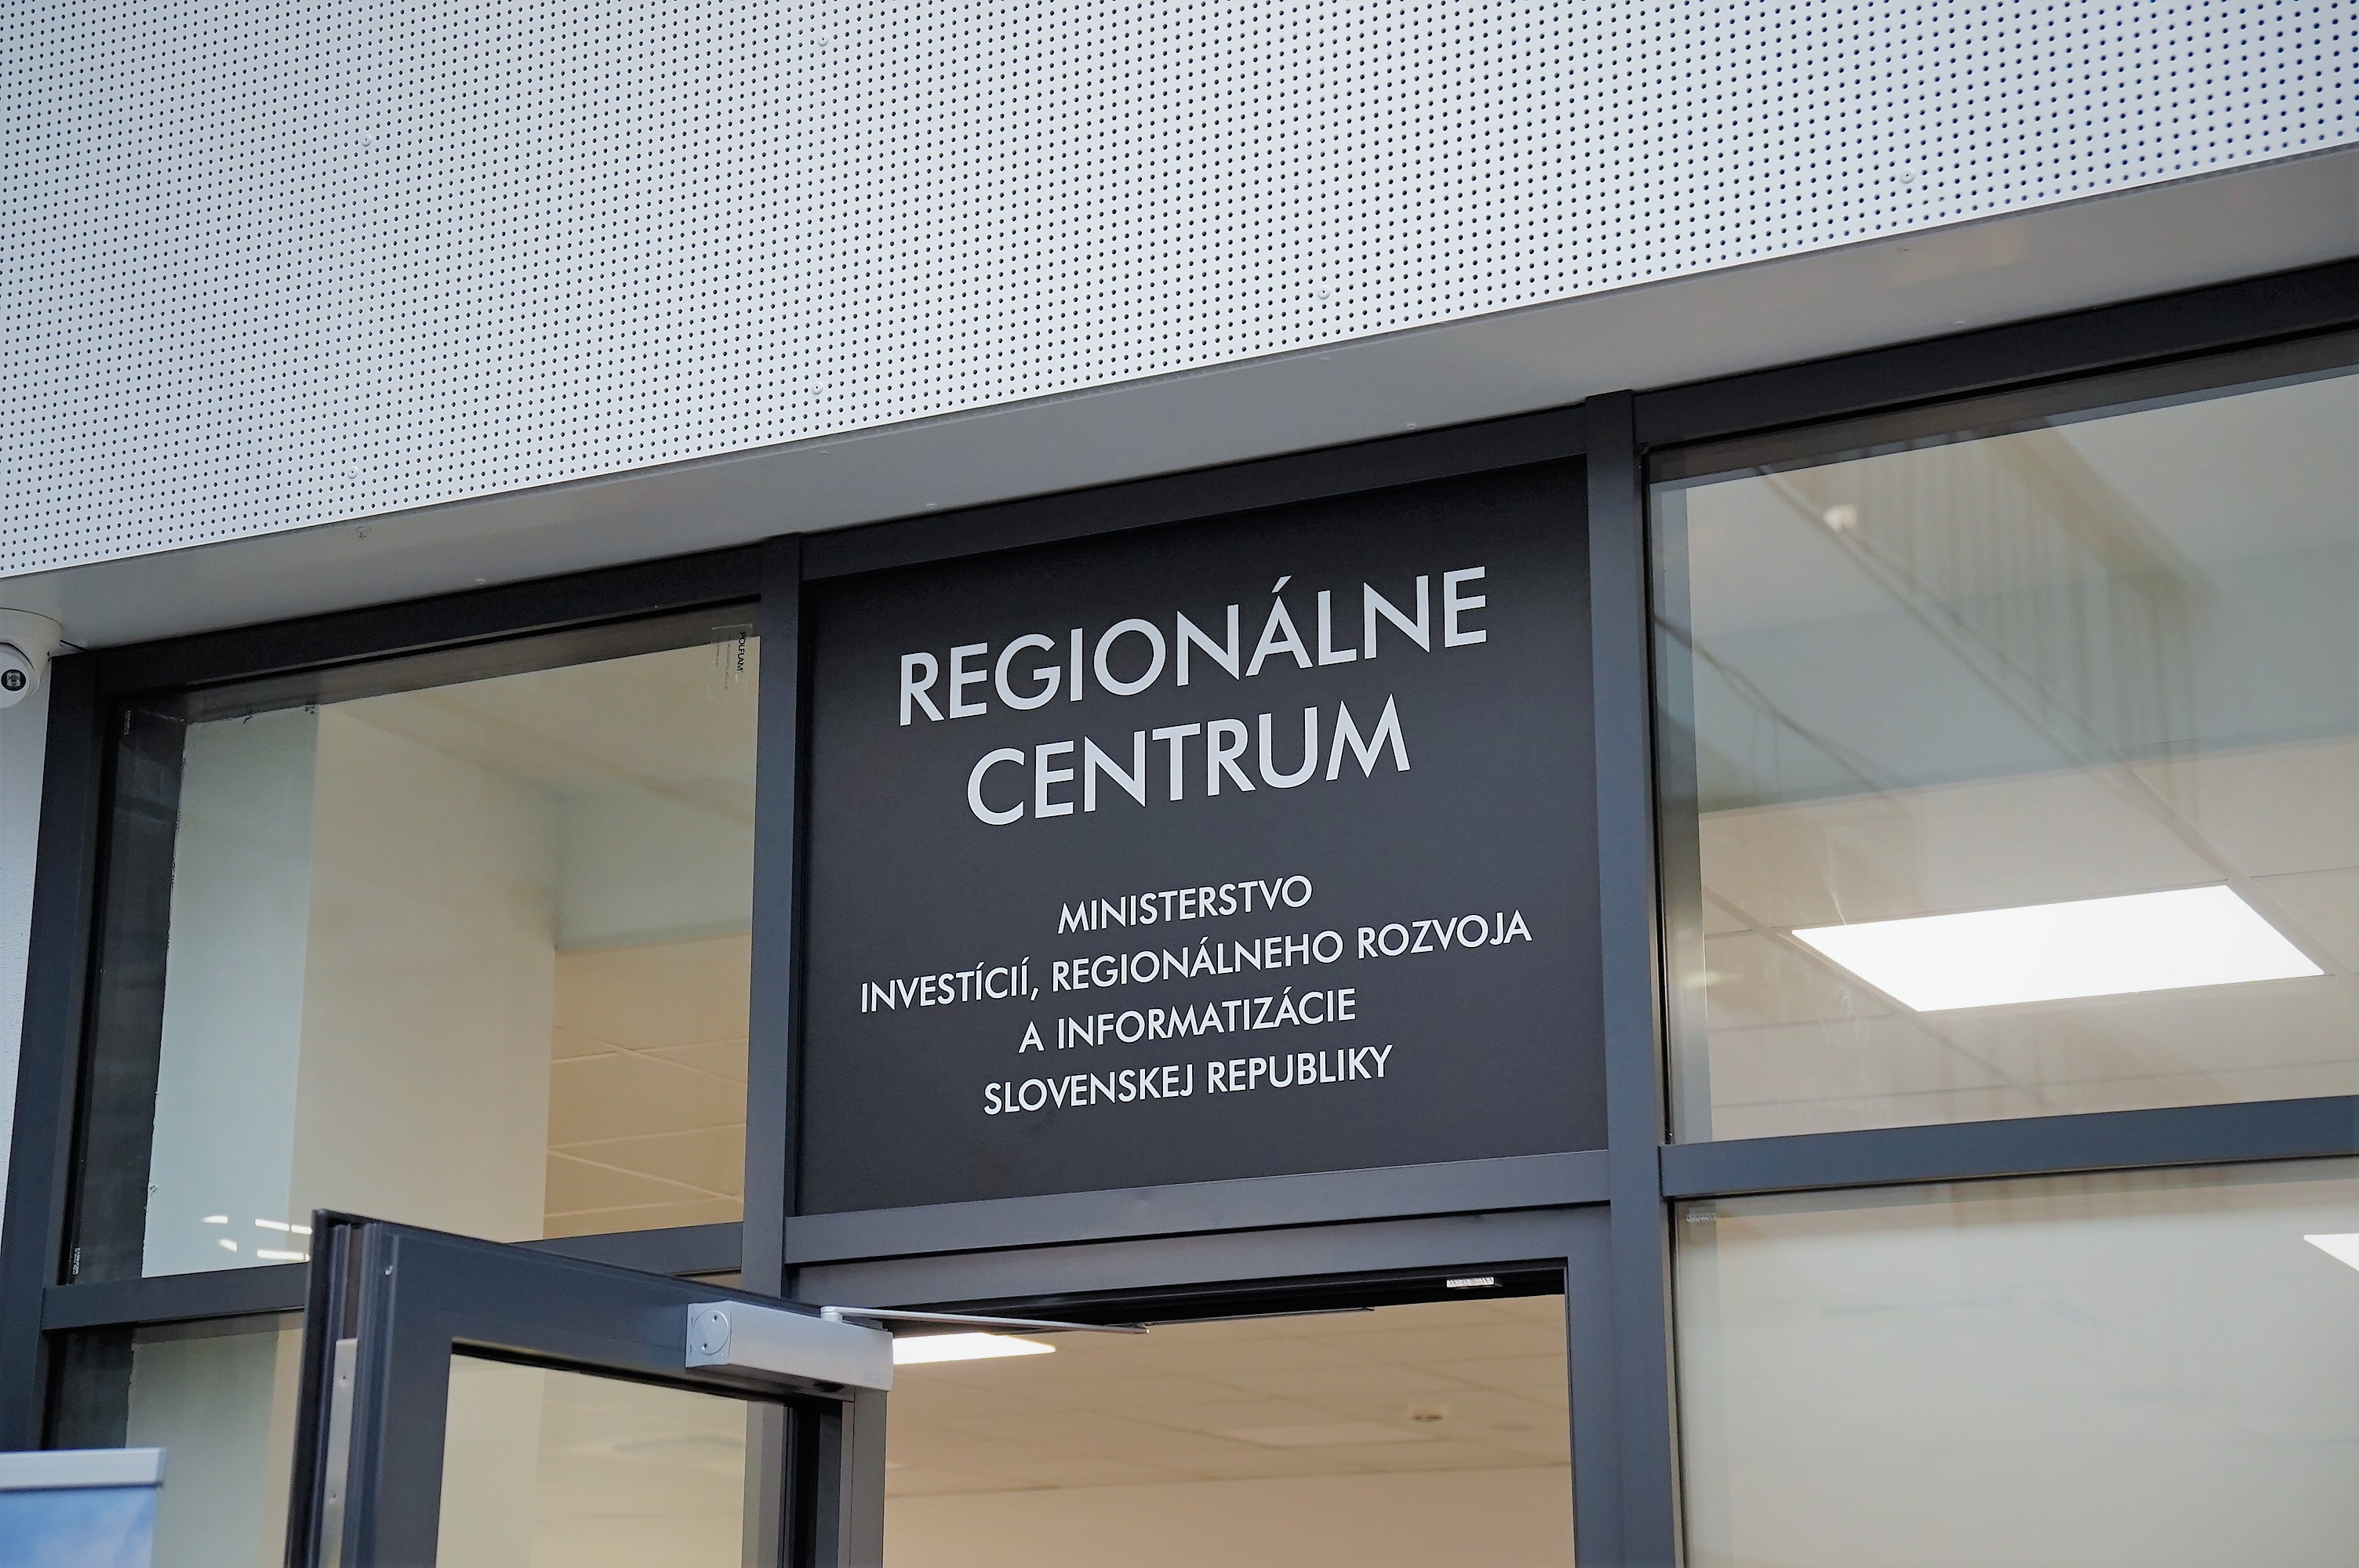 REGIONÁLNE
CENTRUM
MINISTERSTVO
INVESTÍCIÍ, REGIONÁLNEHO ROZVOJA
A INFORMATIZÁCIE
SLOVENSKEJ REPUBLIKY